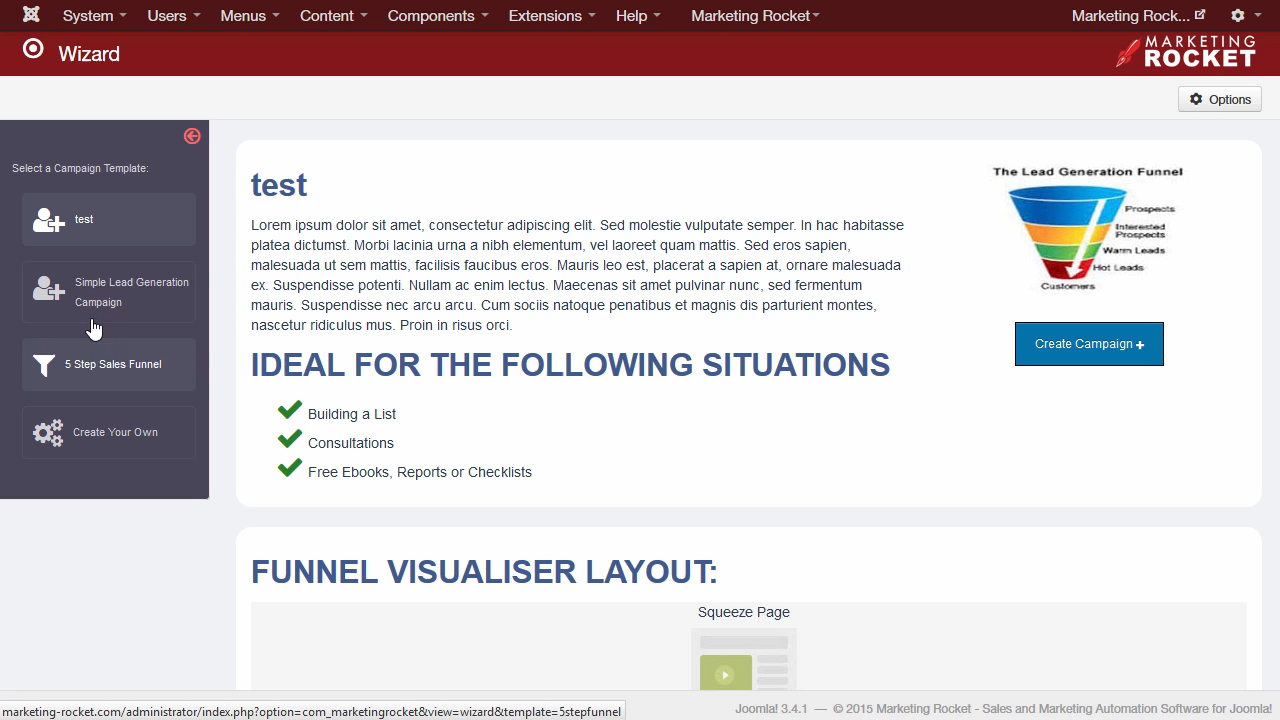 System Users Menus Content Components Extensions Help Marketing Rocket Marketing Rock...
Wizard
MARKETING
ROCKET
Options
Select a Campaign Template:
test
Simple Lead Generation
Campaign
5 Step Sales Funnel
Create Your Own
test
Lorem ipsum dolor sit amet, consectetur adipiscing elit. Sed molestie vulputate semper. In hac habitasse
platea dictumst. Morbi lacinia urna a nibh elementum, vel laoreet quam mattis. Sed eros sapien,
malesuada ut sem mattis, facilisis faucibus eros. Mauris leo est, placerat a sapien at, ornare malesuada
ex. Suspendisse potenti. Nullam ac enim lectus. Maecenas sit amet pulvinar nunc, sed fermentum
mauris. Suspendisse nec arcu arcu. Cum sociis natoque penatibus et magnis dis parturient montes,
nascetur ridiculus mus. Proin in risus orci.
IDEAL FOR THE FOLLOWING SITUATIONS
Building a List
Consultations
Free Ebooks, Reports or Checklists
The Lead Generation Funnel
Prospects
Interested
Prospects
Warm Leads
Hot Leads
Customers
Create Campaign
FUNNEL VISUALISER LAYOUT:
Squeeze Page
marketing-rocket.com/administrator/index.php?option=com_marketingrocket&view=wizard&template=5stepfunnel
Joomla! 3.4.1 — © 2015 Marketing Rocket - Sales and Marketing Automation Software for Joomla!